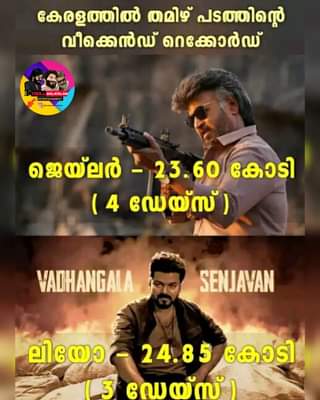 കേരളത്തിൽ തമിഴ് പടത്തിന്റെ
വീക്കെൻഡ് റെക്കോർഡ്
ജെയ്ലർ - 23.60 കോടി
( 4 ഡേയ്സ് )
VADHANGALA SENJAVAN
ലിയോ - 24.85 കോടി
( 3 ഡേയ്സ് )